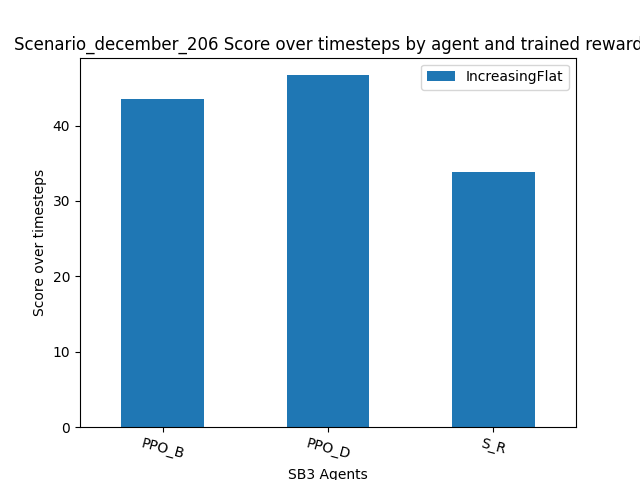 Scenario_december_206 Score over timesteps by agent and trained reward
IncreasingFlat
Score over timesteps
40
30
20
10
0
PPO_B
PPO_D
S_R
SB3 Agents